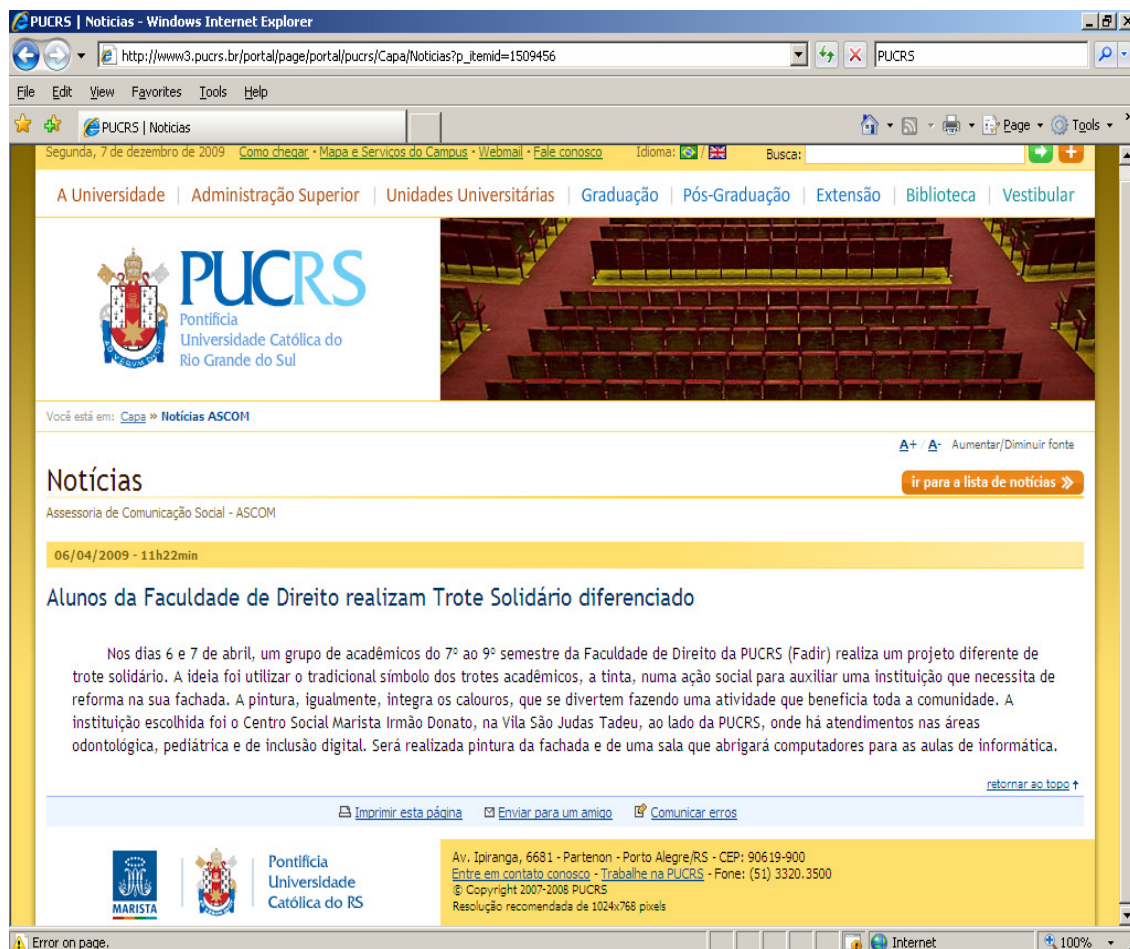 PUCRS | Noticias - Windows Internet Explorer
http://www3.pucrs.br/portal/page/portal/pucrs/Capa/Noticias?p_itemid=1509456 PUCRS
File Edit View Favorites Tools Help
PUCRS | Noticias Page Tools
Segunda, 7 de dezembro de 2009 Como chegar · Mapa e Serviços do Campus · Webmail · Fale conosco Idioma: / Busca:
A Universidade | Administração Superior | Unidades Universitárias | Graduação | Pós-Graduação | Extensão | Biblioteca | Vestibular
PUCRS
Pontifícia
Universidade Católica do
Rio Grande do Sul
Você está em: Capa » Notícias ASCOM
A+ / A- Aumentar/Diminuir fonte
Notícias
ir para a lista de notícias »
Assessoria de Comunicação Social - ASCOM
06/04/2009 - 11h22min
Alunos da Faculdade de Direito realizam Trote Solidário diferenciado
Nos dias 6 e 7 de abril, um grupo de acadêmicos do 7º ao 9º semestre da Faculdade de Direito da PUCRS (Fadir) realiza um projeto diferente de
trote solidário. A ideia foi utilizar o tradicional símbolo dos trotes acadêmicos, a tinta, numa ação social para auxiliar uma instituição que necessita de
reforma na sua fachada. A pintura, igualmente, integra os calouros, que se divertem fazendo uma atividade que beneficia toda a comunidade. A
instituição escolhida foi o Centro Social Marista Irmão Donato, na Vila São Judas Tadeu, ao lado da PUCRS, onde há atendimentos nas áreas
odontológica, pediátrica e de inclusão digital. Será realizada pintura da fachada e de uma sala que abrigará computadores para as aulas de informática.
retornar ao topo
Imprimir esta página Enviar para um amigo Comunicar erros
MARISTA
Pontifícia
Universidade
Católica do RS
Av. Ipiranga, 6681 - Partenon - Porto Alegre/RS - CEP: 90619-900
Entre em contato conosco - Trabalhe na PUCRS - Fone: (51) 3320.3500
© Copyright 2007-2008 PUCRS
Resolução recomendada de 1024x768 pixels
Error on page. Internet 100%